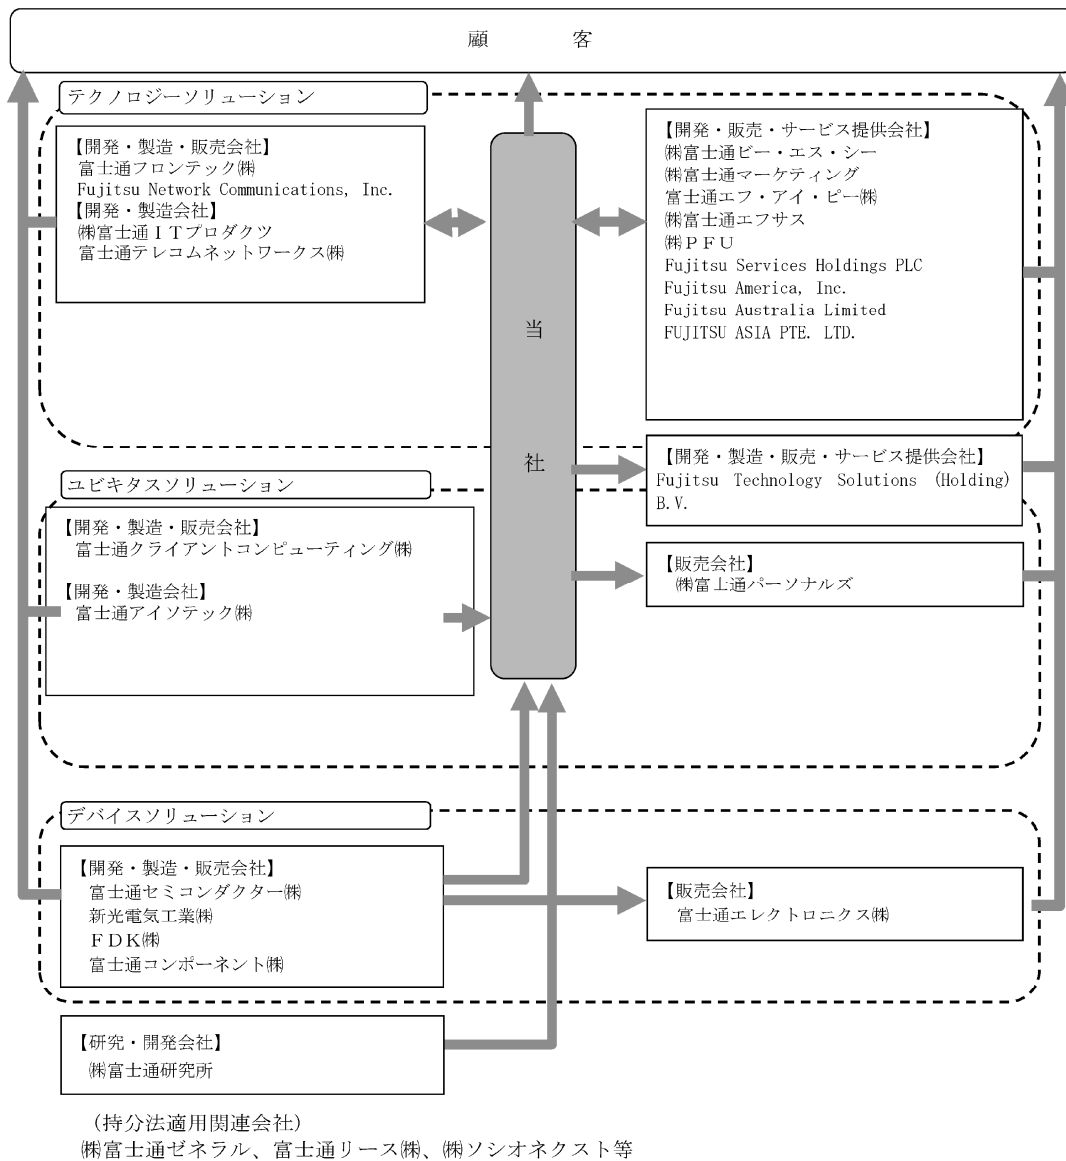 顧　　　客
テクノロジーソリューション
【開発・製造・販売会社】
富士通フロンテック㈱
Fujitsu Network Communications, Inc.
【開発・製造会社】
㈱富士通ＩＴプロダクツ
富士通テレコムネットワークス㈱
当
社
【開発・販売・サービス提供会社】
㈱富士通ビー・エス・シー
㈱富士通マーケティング
富士通エフ・アイ・ピー㈱
㈱富士通エフサス
㈱ＰＦＵ
Fujitsu Services Holdings PLC
Fujitsu America, Inc.
Fujitsu Australia Limited
FUJITSU ASIA PTE. LTD.
【開発・製造・販売・サービス提供会社】
Fujitsu Technology Solutions (Holding)
B.V.
ユビキタスソリューション
【開発・製造・販売会社】
富士通クライアントコンピューティング㈱
【開発・製造会社】
富士通アイソテック㈱
【販売会社】
㈱富士通パーソナルズ
デバイスソリューション
【開発・製造・販売会社】
富士通セミコンダクター㈱
新光電気工業㈱
ＦＤＫ㈱
富士通コンポーネント㈱
【販売会社】
富士通エレクトロニクス㈱
【研究・開発会社】
㈱富士通研究所
（持分法適用関連会社）
㈱富士通ゼネラル、富士通リース㈱、㈱ソシオネクスト等